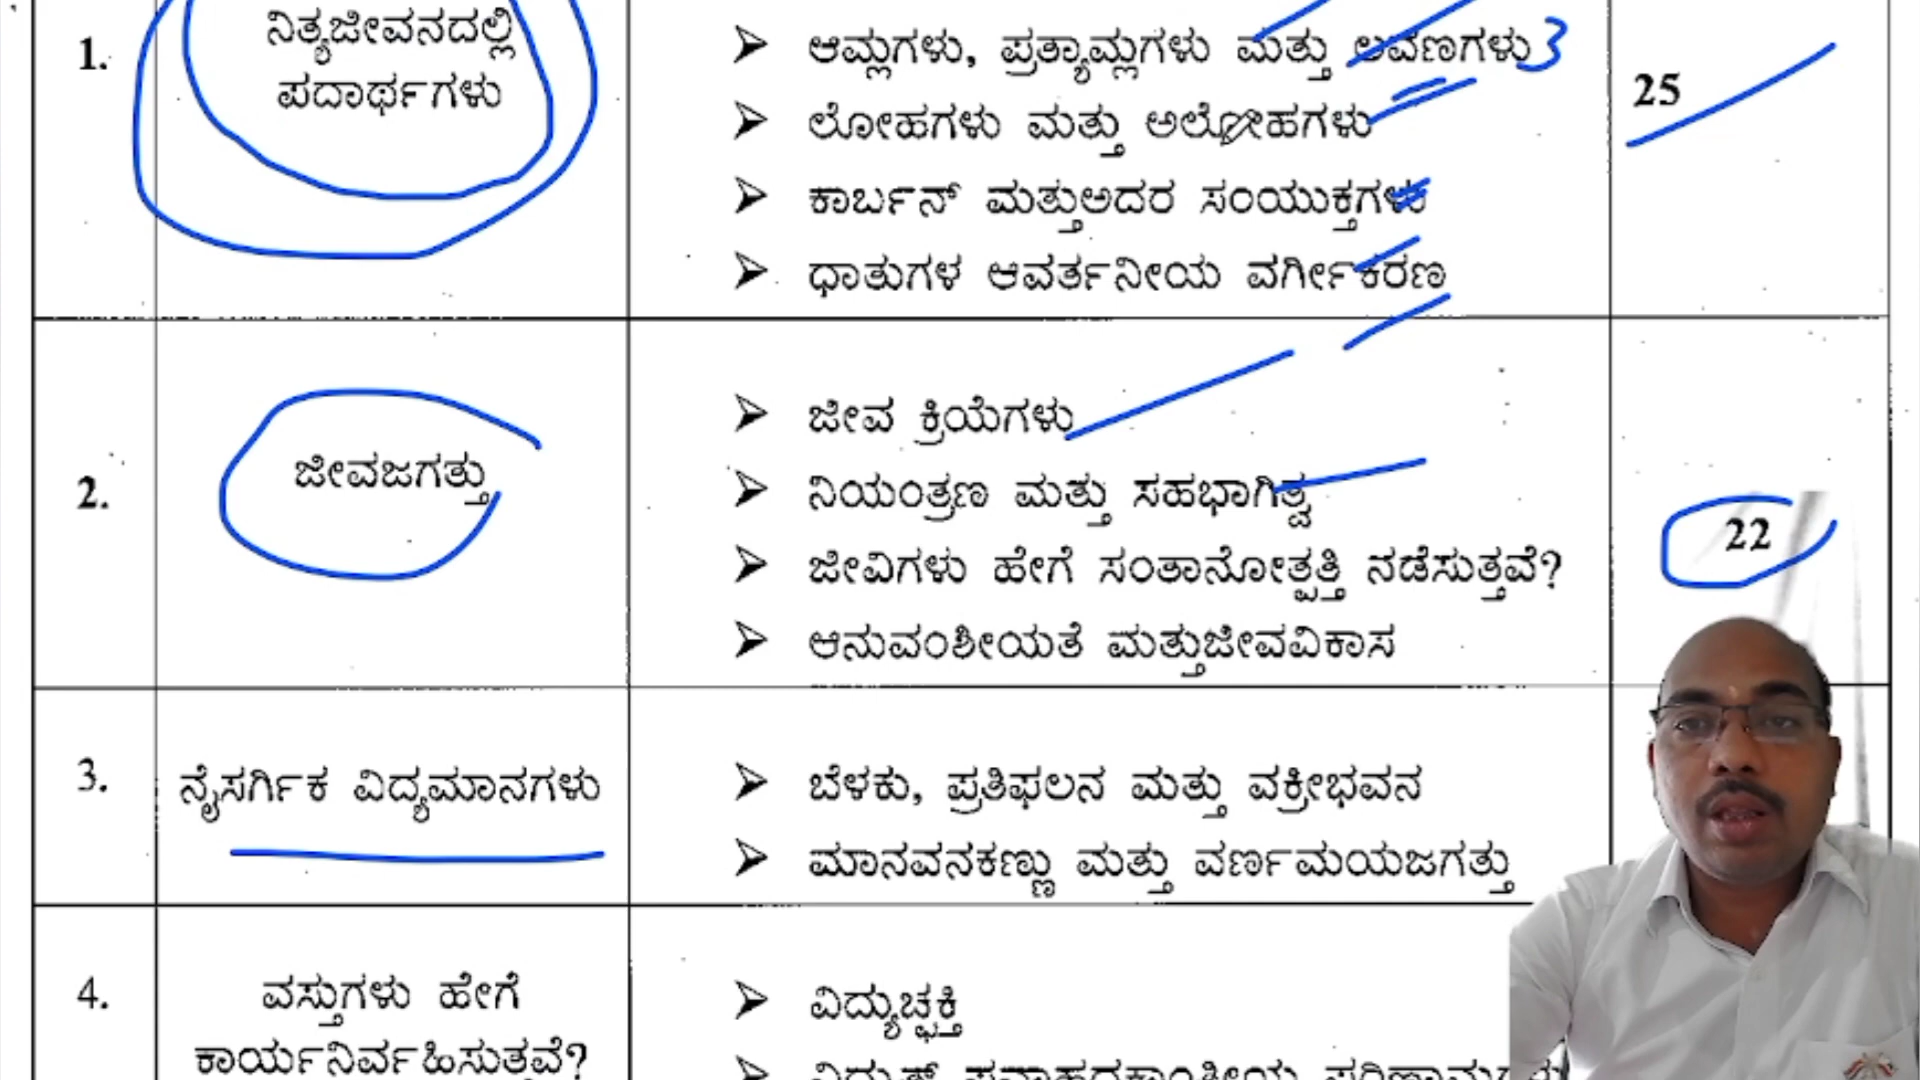 1.
ನಿತ್ಯಜೀವನದಲ್ಲಿ
ಪದಾರ್ಥಗಳು
➤ ಆಮ್ಲಗಳು, ಪ್ರತ್ಯಾಮ್ಲಗಳು ಮತ್ತು ಲವಣಗಳು 3
➤ ಲೋಹಗಳು ಮತ್ತು ಅಲೋಹಗಳು
➤ ಕಾರ್ಬನ್ ಮತ್ತುಅದರ ಸಂಯುಕ್ತಗಳು
➤ ಧಾತುಗಳ ಆವರ್ತನೀಯ ವರ್ಗೀಕರಣ
25
2.
ಜೀವಜಗತ್ತು
➤ ಜೀವ ಕ್ರಿಯೆಗಳು
➤ ನಿಯಂತ್ರಣ ಮತ್ತು ಸಹಭಾಗಿತ್ವ
➤ ಜೀವಿಗಳು ಹೇಗೆ ಸಂತಾನೋತ್ಪತ್ತಿ ನಡೆಸುತ್ತವೆ?
➤ ಆನುವಂಶೀಯತೆ ಮತ್ತುಜೀವವಿಕಾಸ
22
3.
ನೈಸರ್ಗಿಕ ವಿದ್ಯಮಾನಗಳು
➤ ಬೆಳಕು, ಪ್ರತಿಫಲನ ಮತ್ತು ವಕ್ರೀಭವನ
➤ ಮಾನವನಕಣ್ಣು ಮತ್ತು ವರ್ಣಮಯಜಗತ್ತು
4.
ವಸ್ತುಗಳು ಹೇಗೆ
ಕಾರ್ಯನಿರ್ವಹಿಸುತ್ತವೆ?
➤ ವಿದ್ಯುಚ್ಛಕ್ತಿ